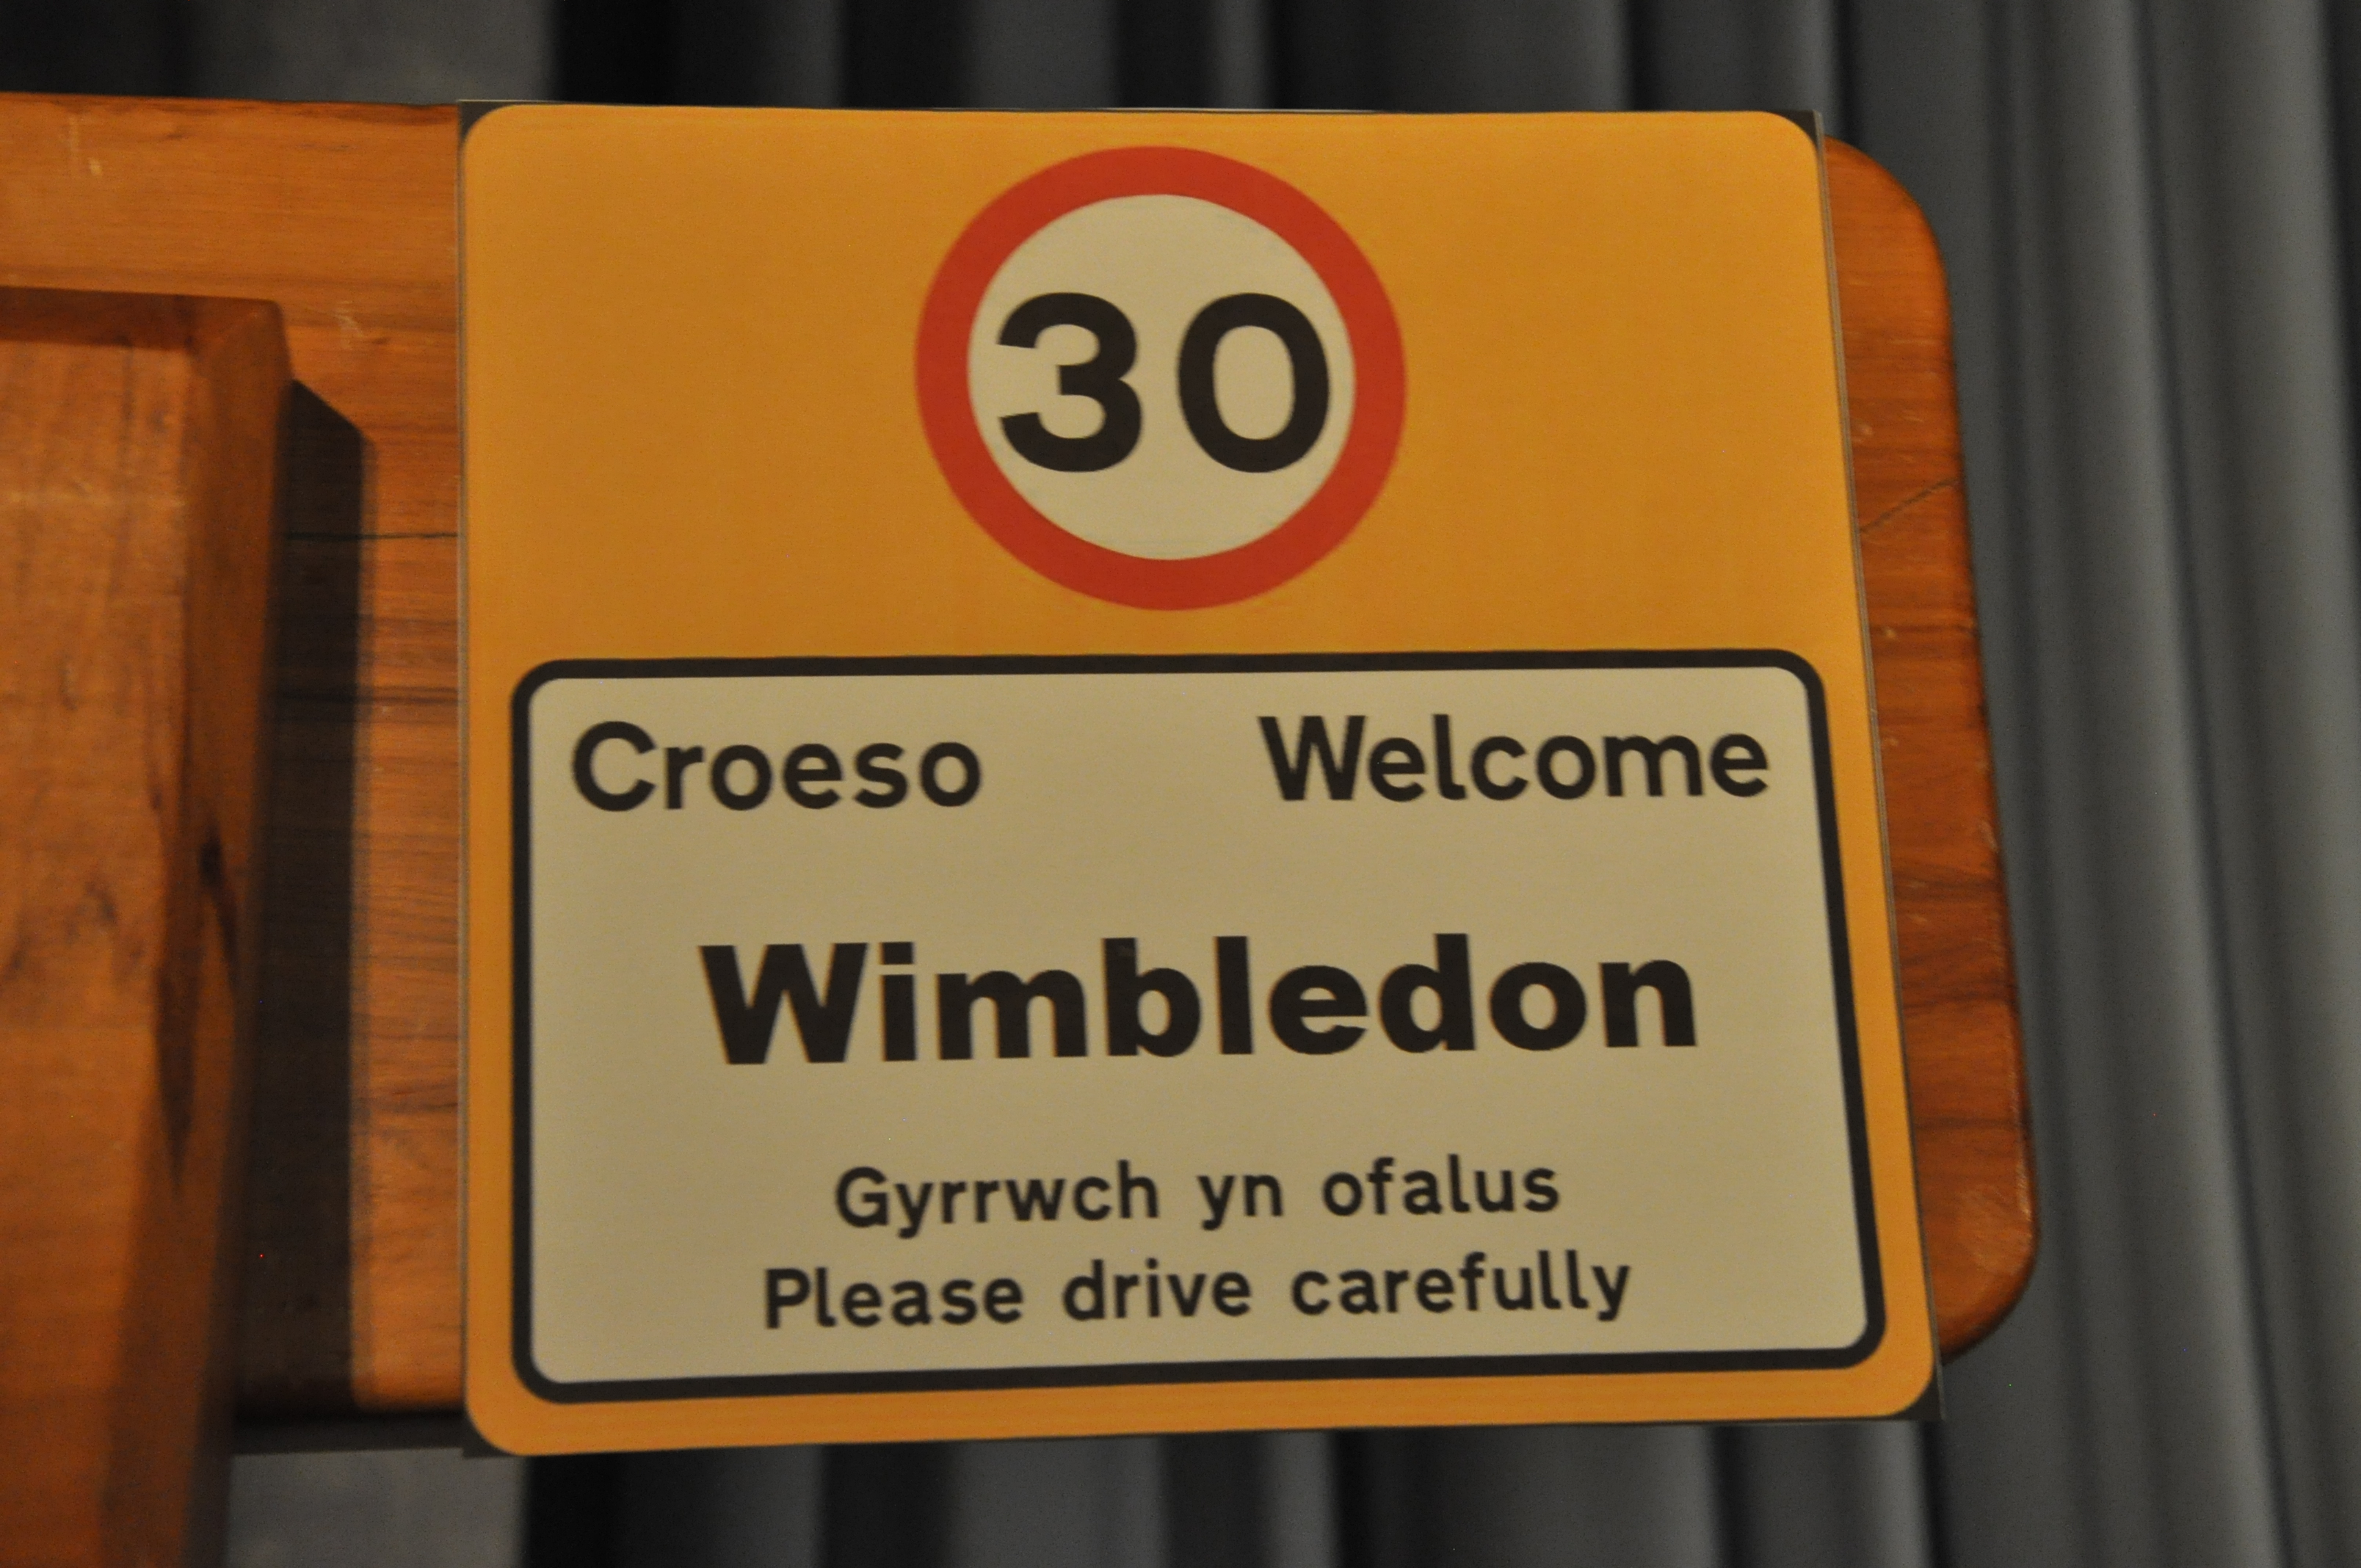 30
Croeso Welcome
Wimbledon
Gyrrwch yn ofalus
Please drive carefully